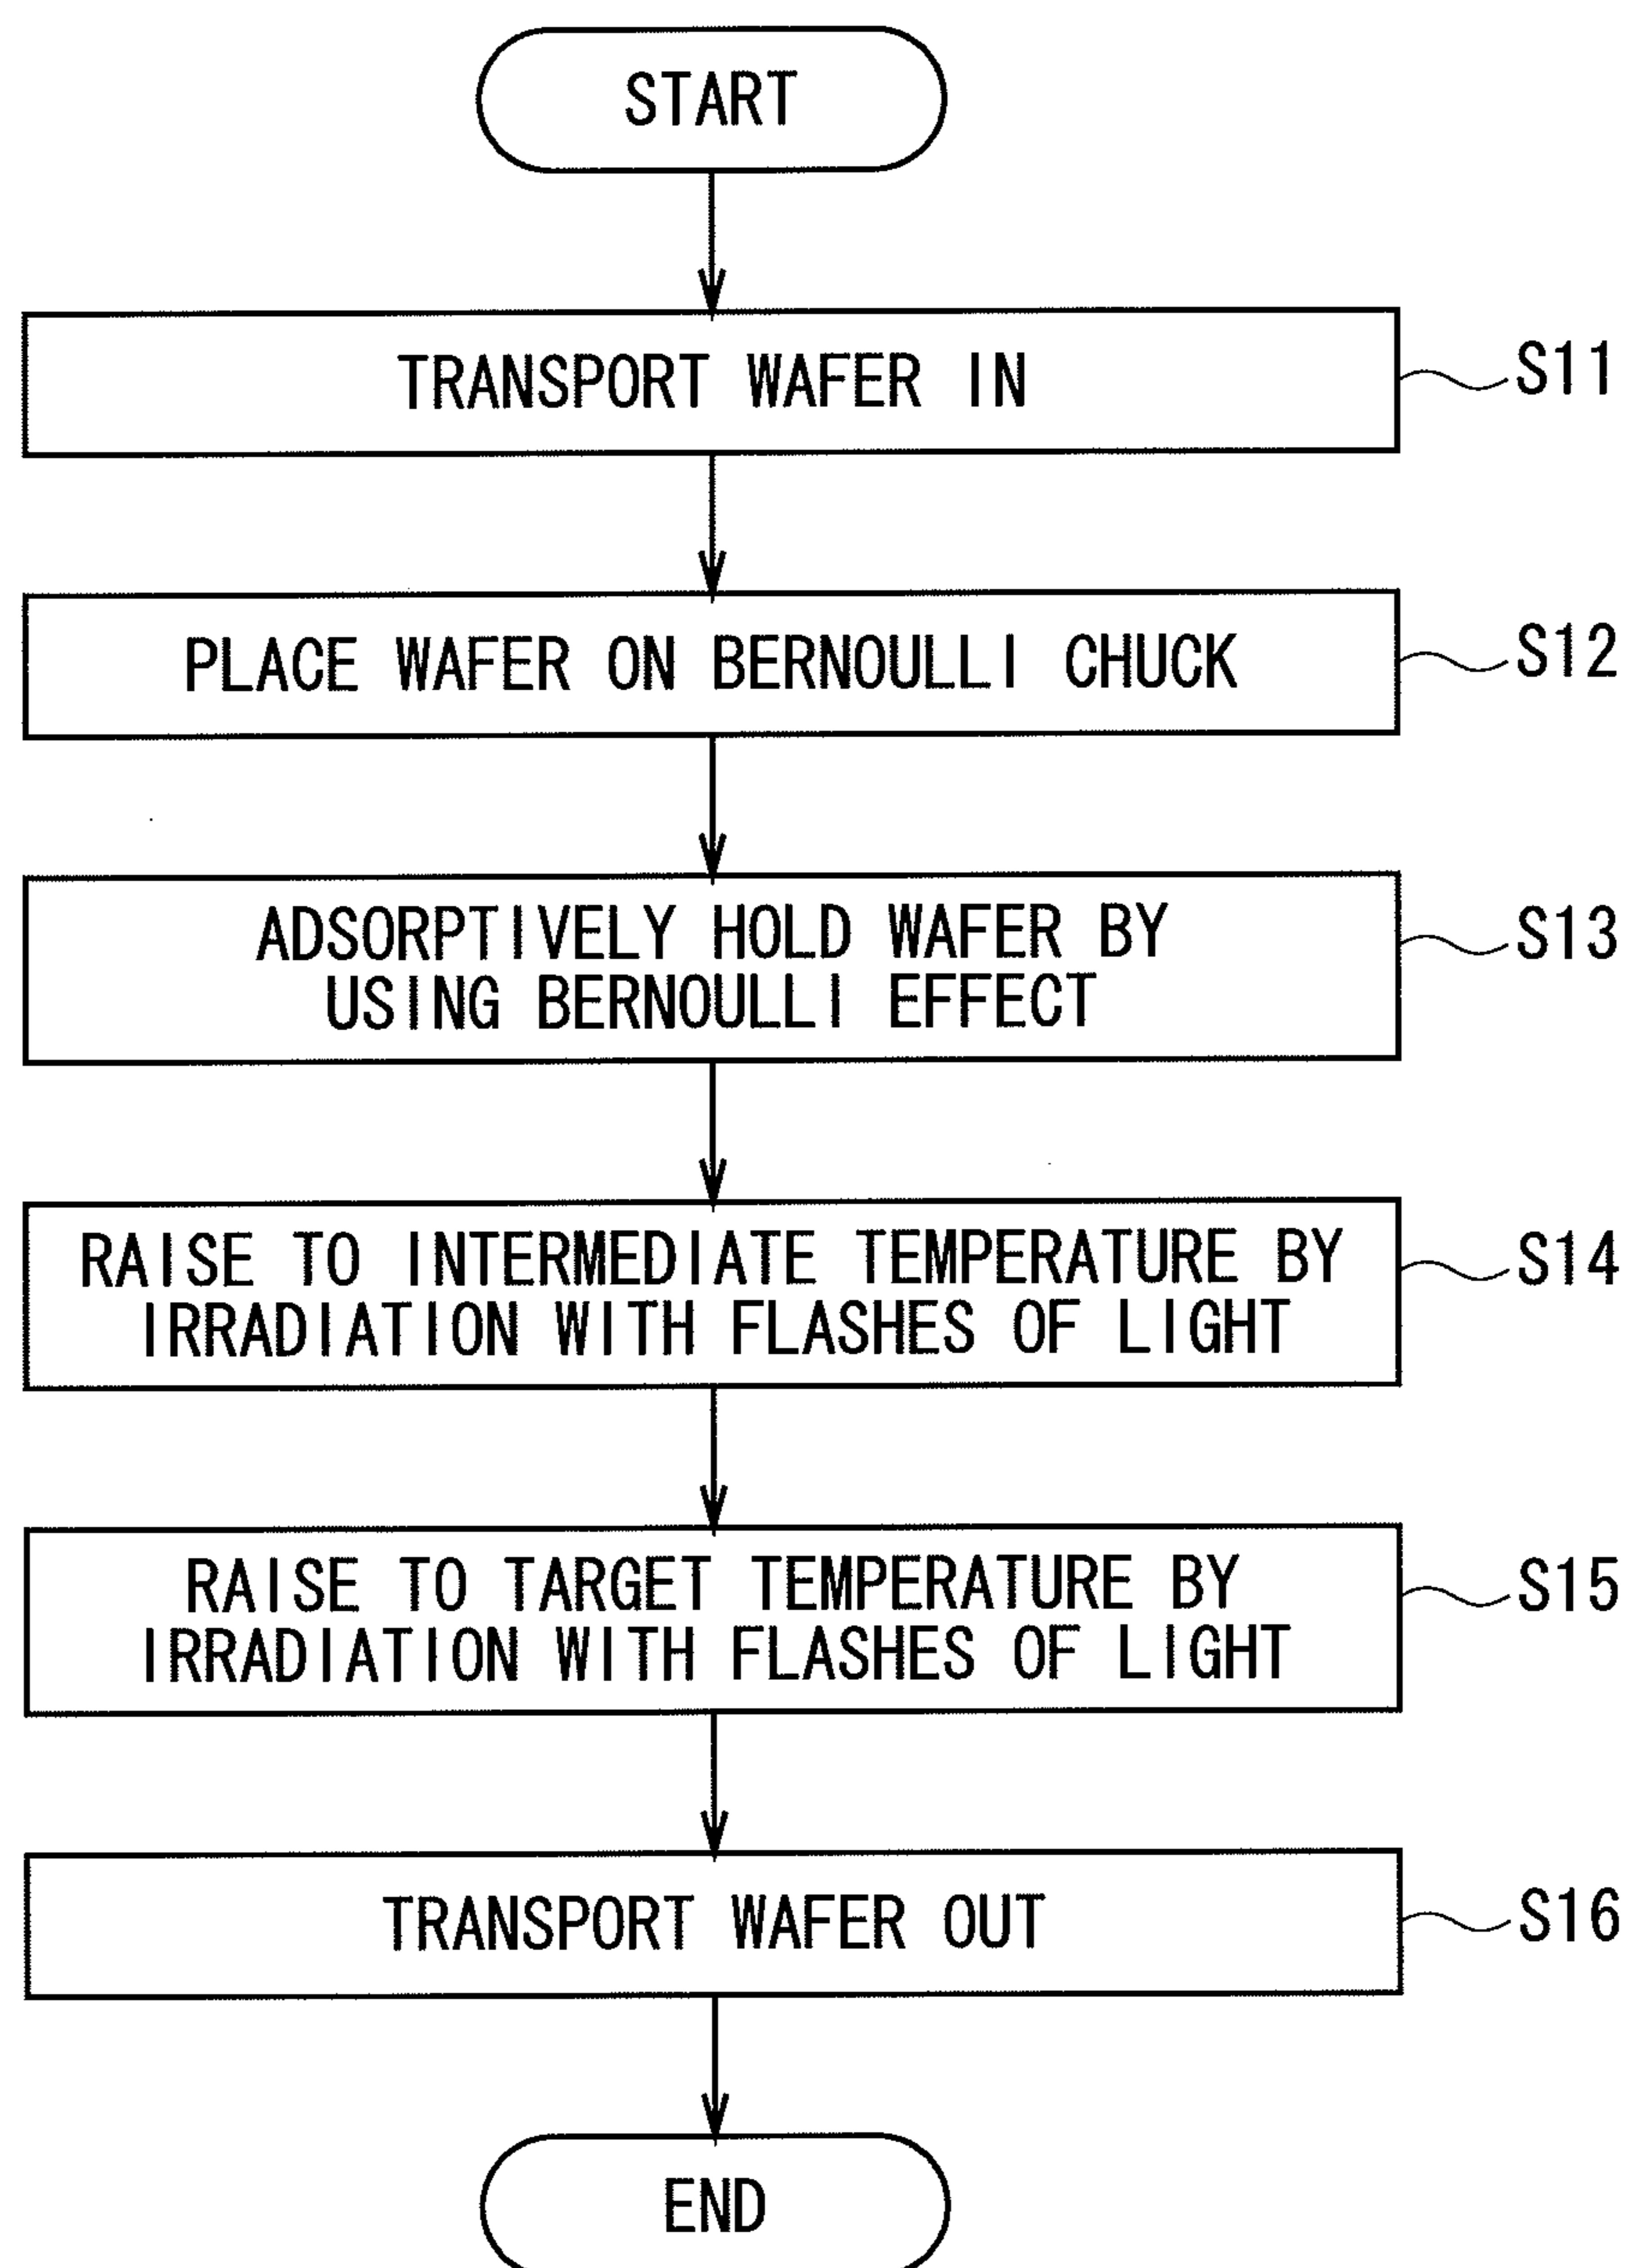 START
TRANSPORT WAFER IN
S11
PLACE WAFER ON BERNOULLI CHUCK
S12
ADSORPTIVELY HOLD WAFER BY
USING BERNOULLI EFFECT
S13
RAISE TO INTERMEDIATE TEMPERATURE BY
IRRADIATION WITH FLASHES OF LIGHT
S14
RAISE TO TARGET TEMPERATURE BY
IRRADIATION WITH FLASHES OF LIGHT
S15
TRANSPORT WAFER OUT
S16
END